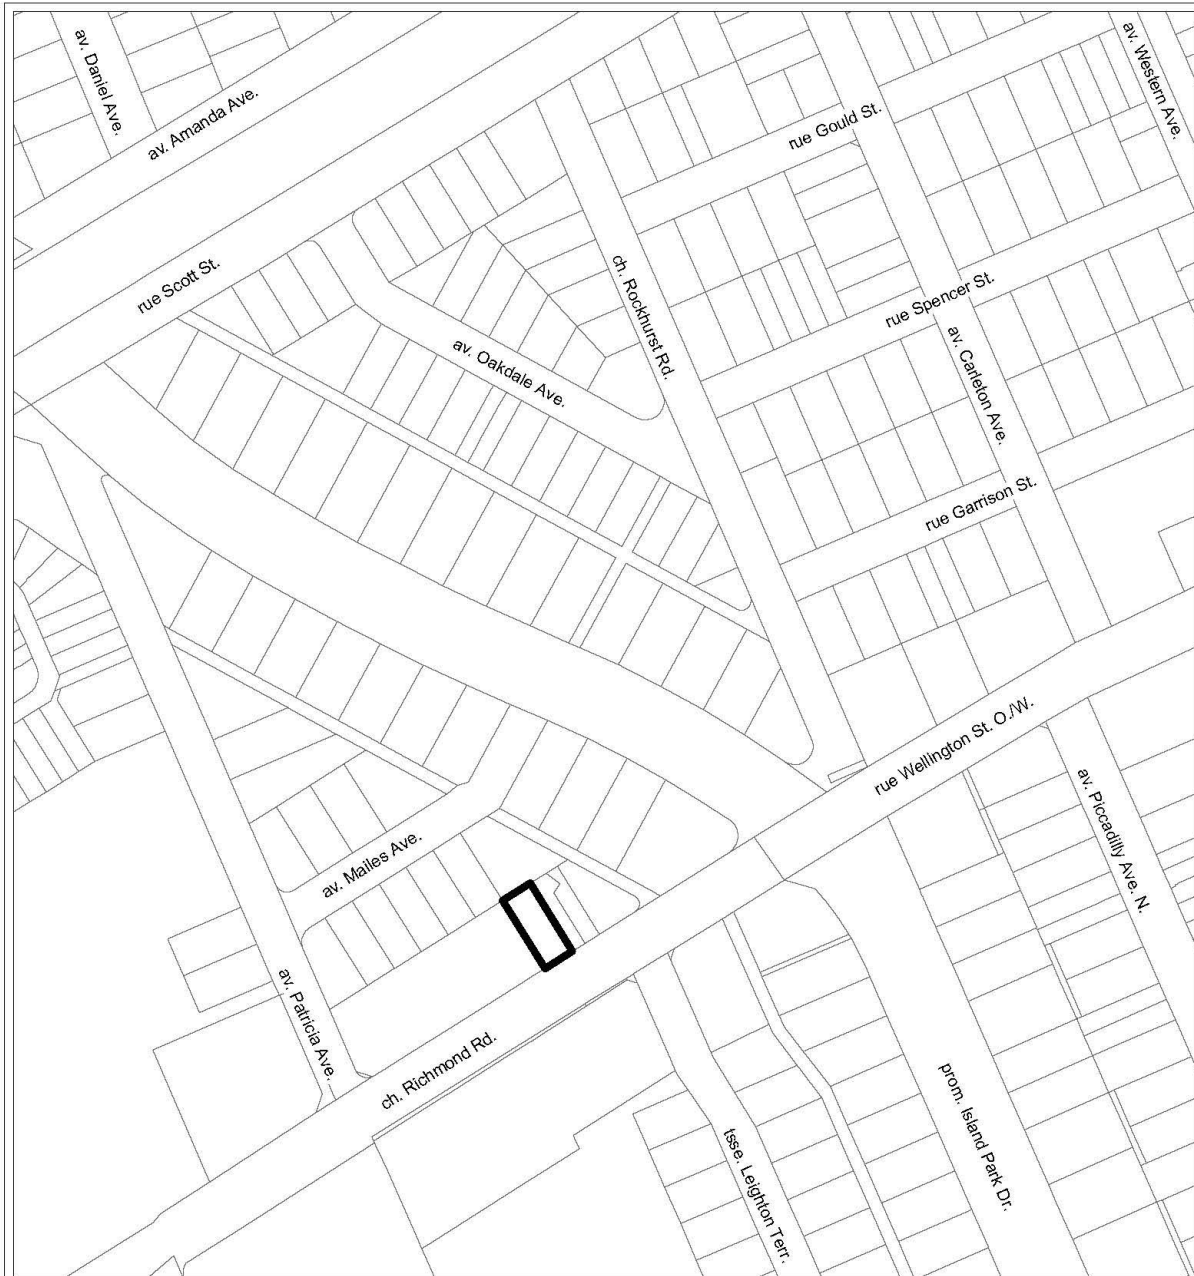 av. Daniel Ave.
av. Amanda Ave.
av. Western Ave.
rue Gould St.
rue Scott St.
ch. Rockhurst Rd.
rue Spencer St.
av. Oakdale Ave.
av. Carleton Ave.
rue Garrison St.
rue Wellington St. O./W.
av. Piccadilly Ave. N.
av. Mailes Ave.
av. Patricia Ave.
ch. Richmond Rd.
prom. Island Park Dr.
tsse. Leighton Terr.